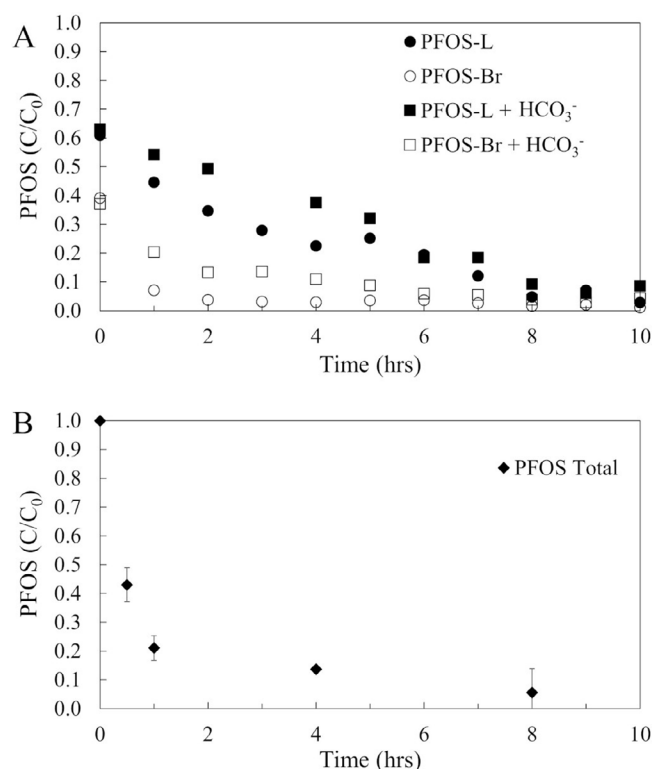 A
PFOS-L
PFOS-Br
PFOS-L + HCO₃⁻
PFOS-Br + HCO₃⁻
PFOS (C/C₀)
1.0
0.9
0.8
0.7
0.6
0.5
0.4
0.3
0.2
0.1
0.0
0 2 4 6 8 10
Time (hrs)
B
PFOS Total
PFOS (C/C₀)
1.0
0.9
0.8
0.7
0.6
0.5
0.4
0.3
0.2
0.1
0.0
0 2 4 6 8 10
Time (hrs)